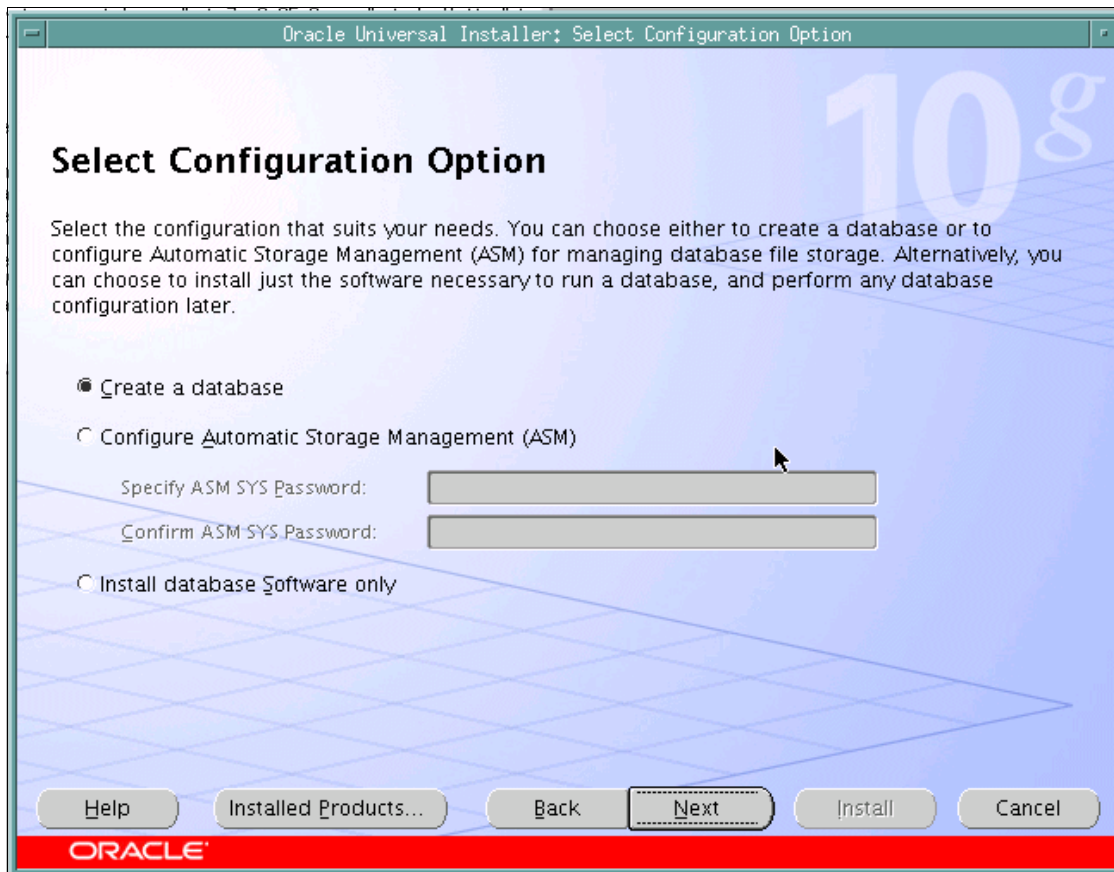 Oracle Universal Installer: Select Configuration Option
10g
Select Configuration Option
Select the configuration that suits your needs. You can choose either to create a database or to
configure Automatic Storage Management (ASM) for managing database file storage. Alternatively, you
can choose to install just the software necessary to run a database, and perform any database
configuration later.
Create a database
Configure Automatic Storage Management (ASM)
Specify ASM SYS Password:
Confirm ASM SYS Password:
Install database Software only
Help Installed Products... Back Next Install Cancel
ORACLE